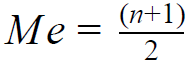 Me = (n+1)/2